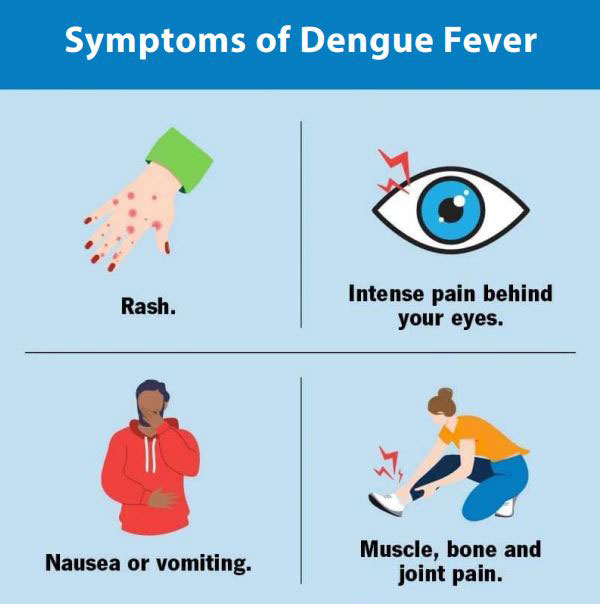 Symptoms of Dengue Fever
Rash.
Intense pain behind
your eyes.
Nausea or vomiting.
Muscle, bone and
joint pain.